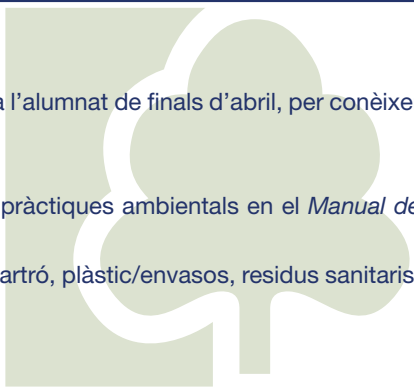 a l'alumnat de finals d'abril, per conèixe
pràctiques ambientals en el Manual de
artró, plàstic/envasos, residus sanitaris